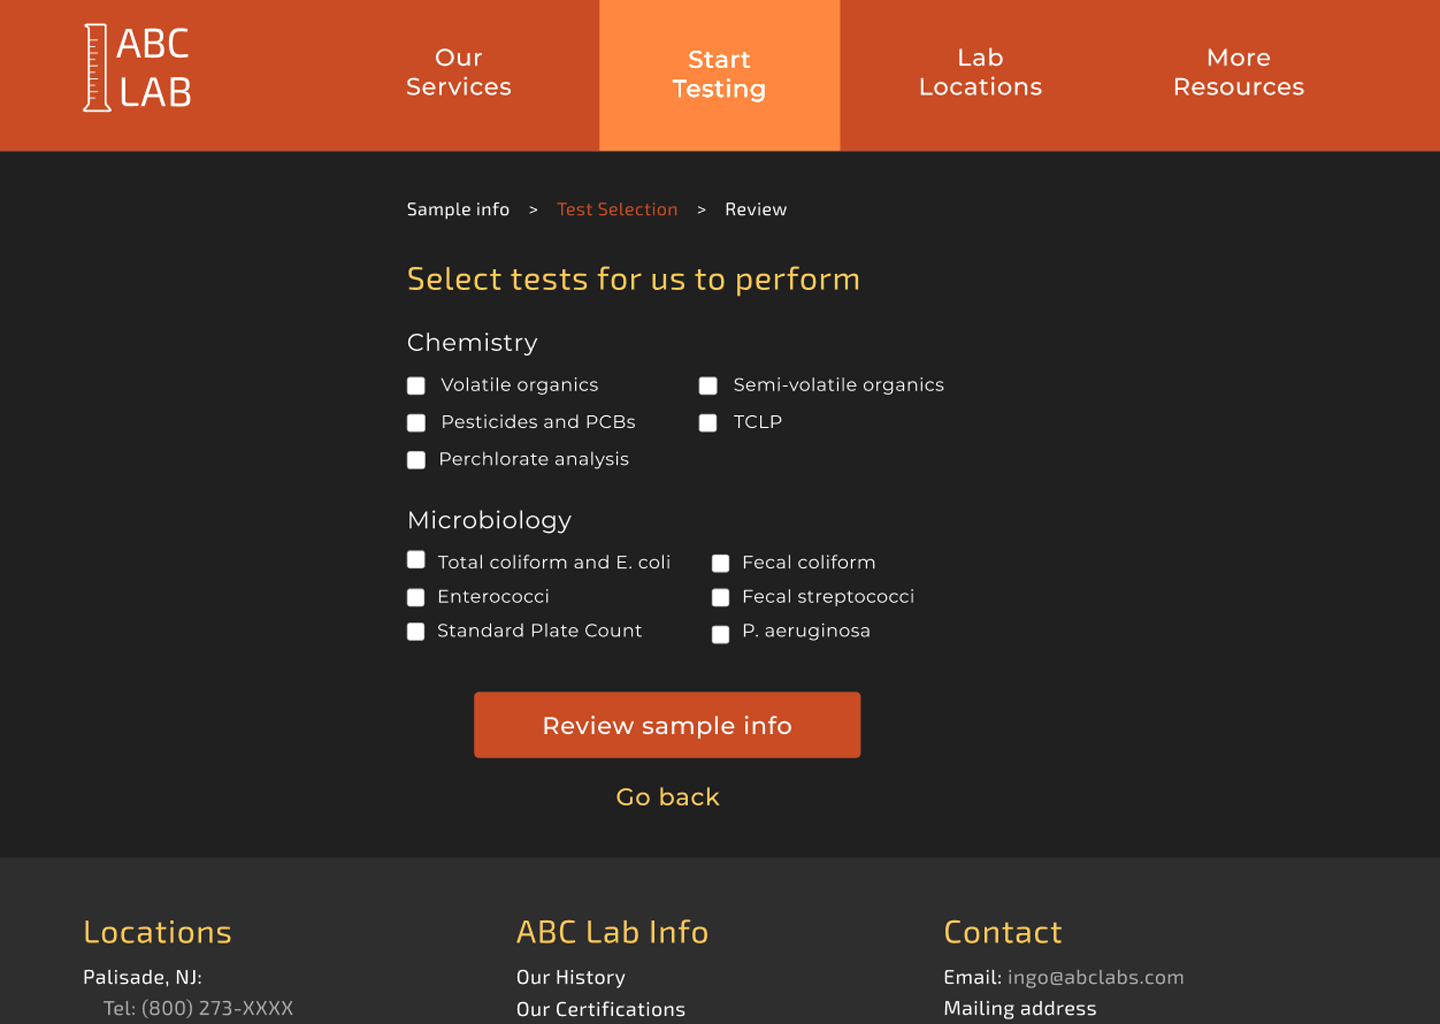 ABC
LAB
Our
Services
Start
Testing
Lab
Locations
More
Resources
Sample info > Test Selection > Review
Select tests for us to perform
Chemistry
Volatile organics
Semi-volatile organics
Pesticides and PCBs
TCLP
Perchlorate analysis
Microbiology
Total coliform and E. coli
Fecal coliform
Enterococci
Fecal streptococci
Standard Plate Count
P. aeruginosa
Review sample info
Go back
Locations
Palisade, NJ:
Tel: (800) 273-XXXX
ABC Lab Info
Our History
Our Certifications
Contact
Email: ingo@abclabs.com
Mailing address